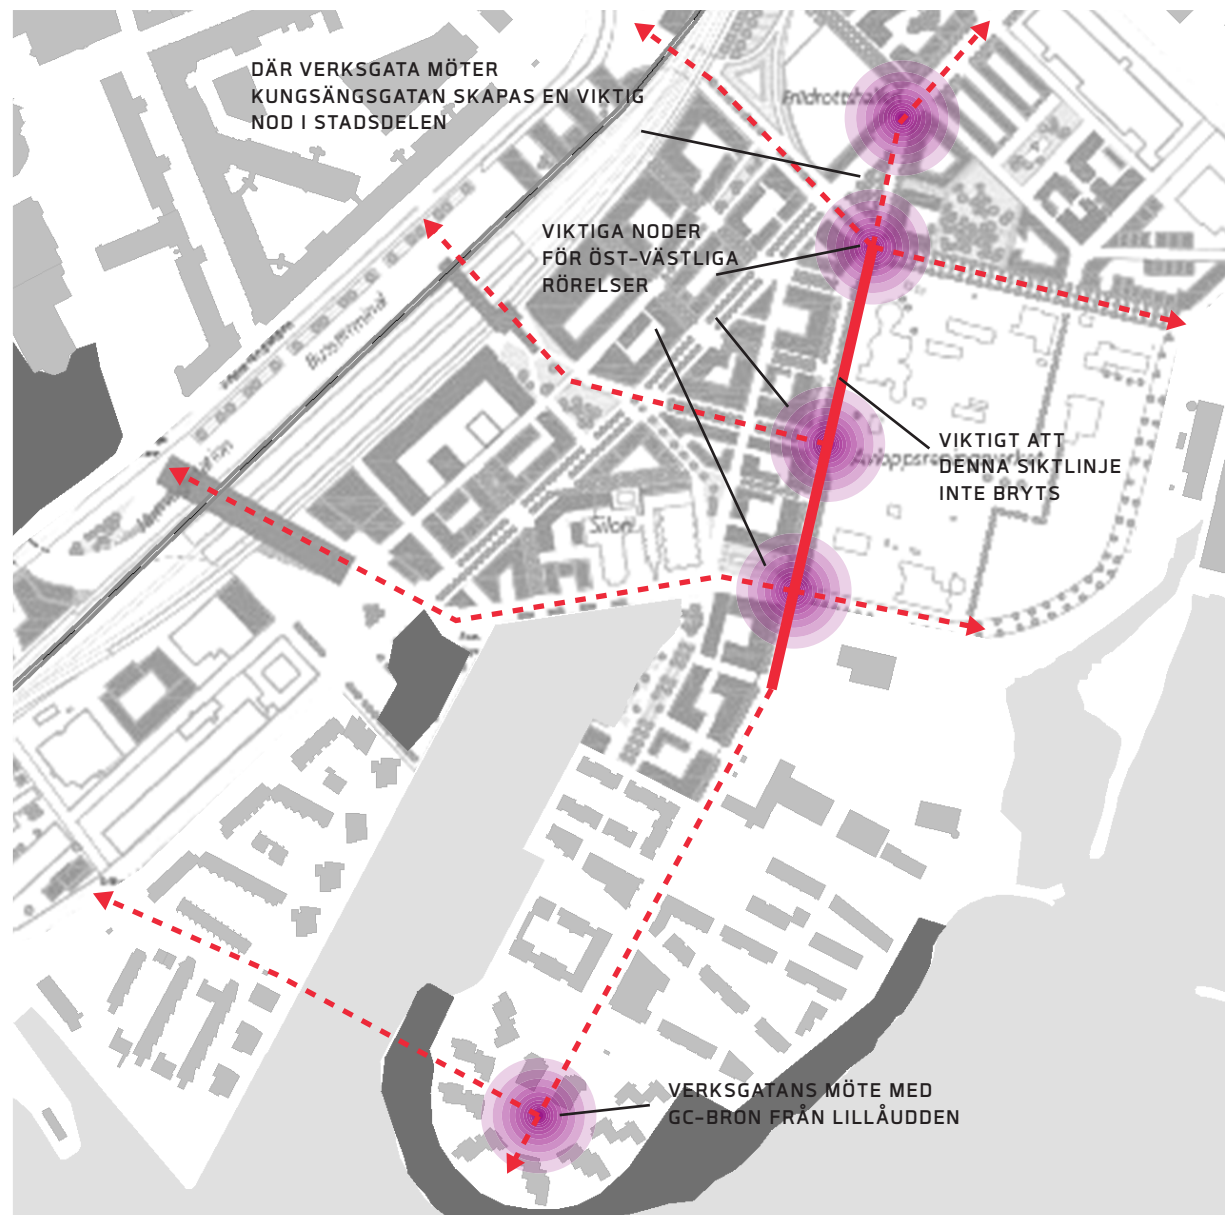 DÄR VERKSGATA MÖTER
KUNGSÄNGSGATAN SKAPAS EN VIKTIG
NOD I STADSDELEN
VIKTIGA NODER
FÖR ÖST-VÄSTLIGA
RÖRELSER
VIKTIGT ATT
DENNA SIKTLINJE
INTE BRYTS
VERKSGATANS MÖTE MED
GC-BRON FRÅN LILLÅUDDEN